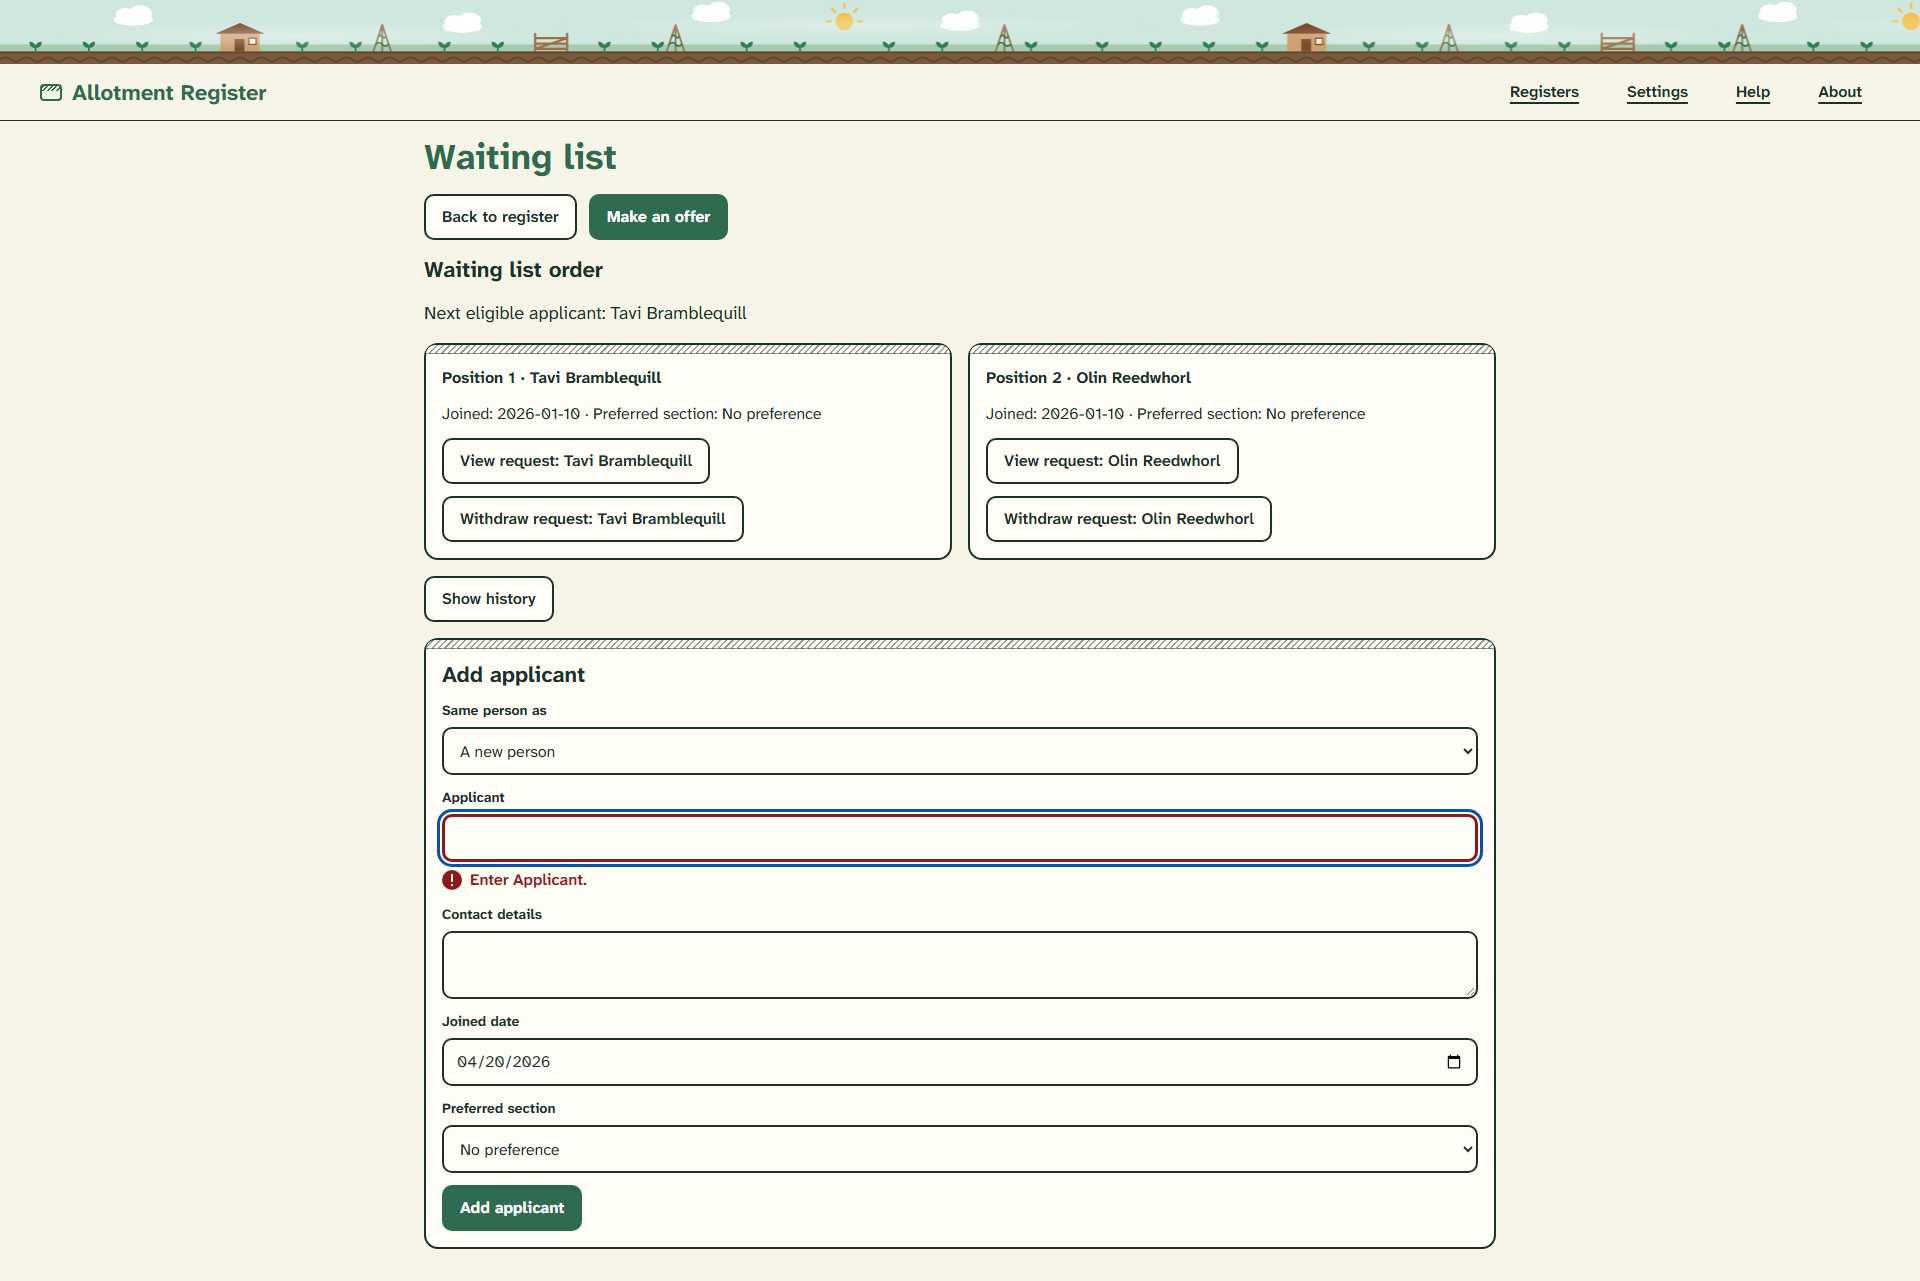 Allotment Register
Registers
Settings
Help
About
Waiting list
Back to register
Make an offer
Waiting list order
Next eligible applicant: Tavi Bramblequill
Position 1 · Tavi Bramblequill
Joined: 2026-01-10 · Preferred section: No preference
View request: Tavi Bramblequill
Withdraw request: Tavi Bramblequill
Position 2 · Olin Reedwhorl
Joined: 2026-01-10 · Preferred section: No preference
View request: Olin Reedwhorl
Withdraw request: Olin Reedwhorl
Show history
Add applicant
Same person as
A new person
Applicant
Enter Applicant.
Contact details
Joined date
04/20/2026
Preferred section
No preference
Add applicant